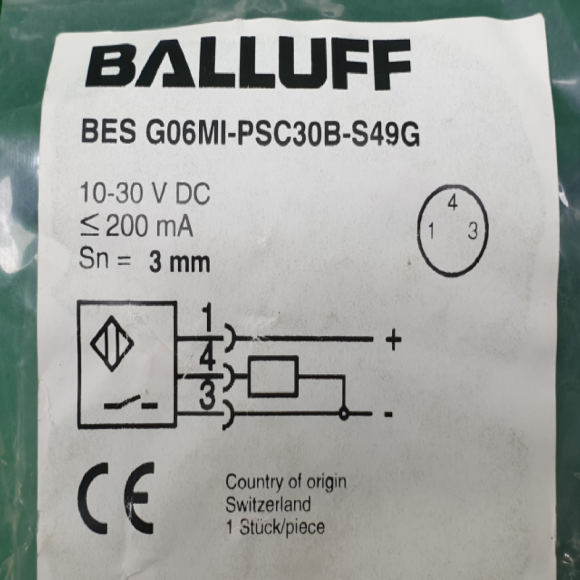 BALLUFF
BES G06MI-PSC30B-S49G
10-30 V DC
≤ 200 mA
Sn = 3 mm
4
1 3
1
+
4
3
-
CE
Country of origin
Switzerland
1 Stück/piece